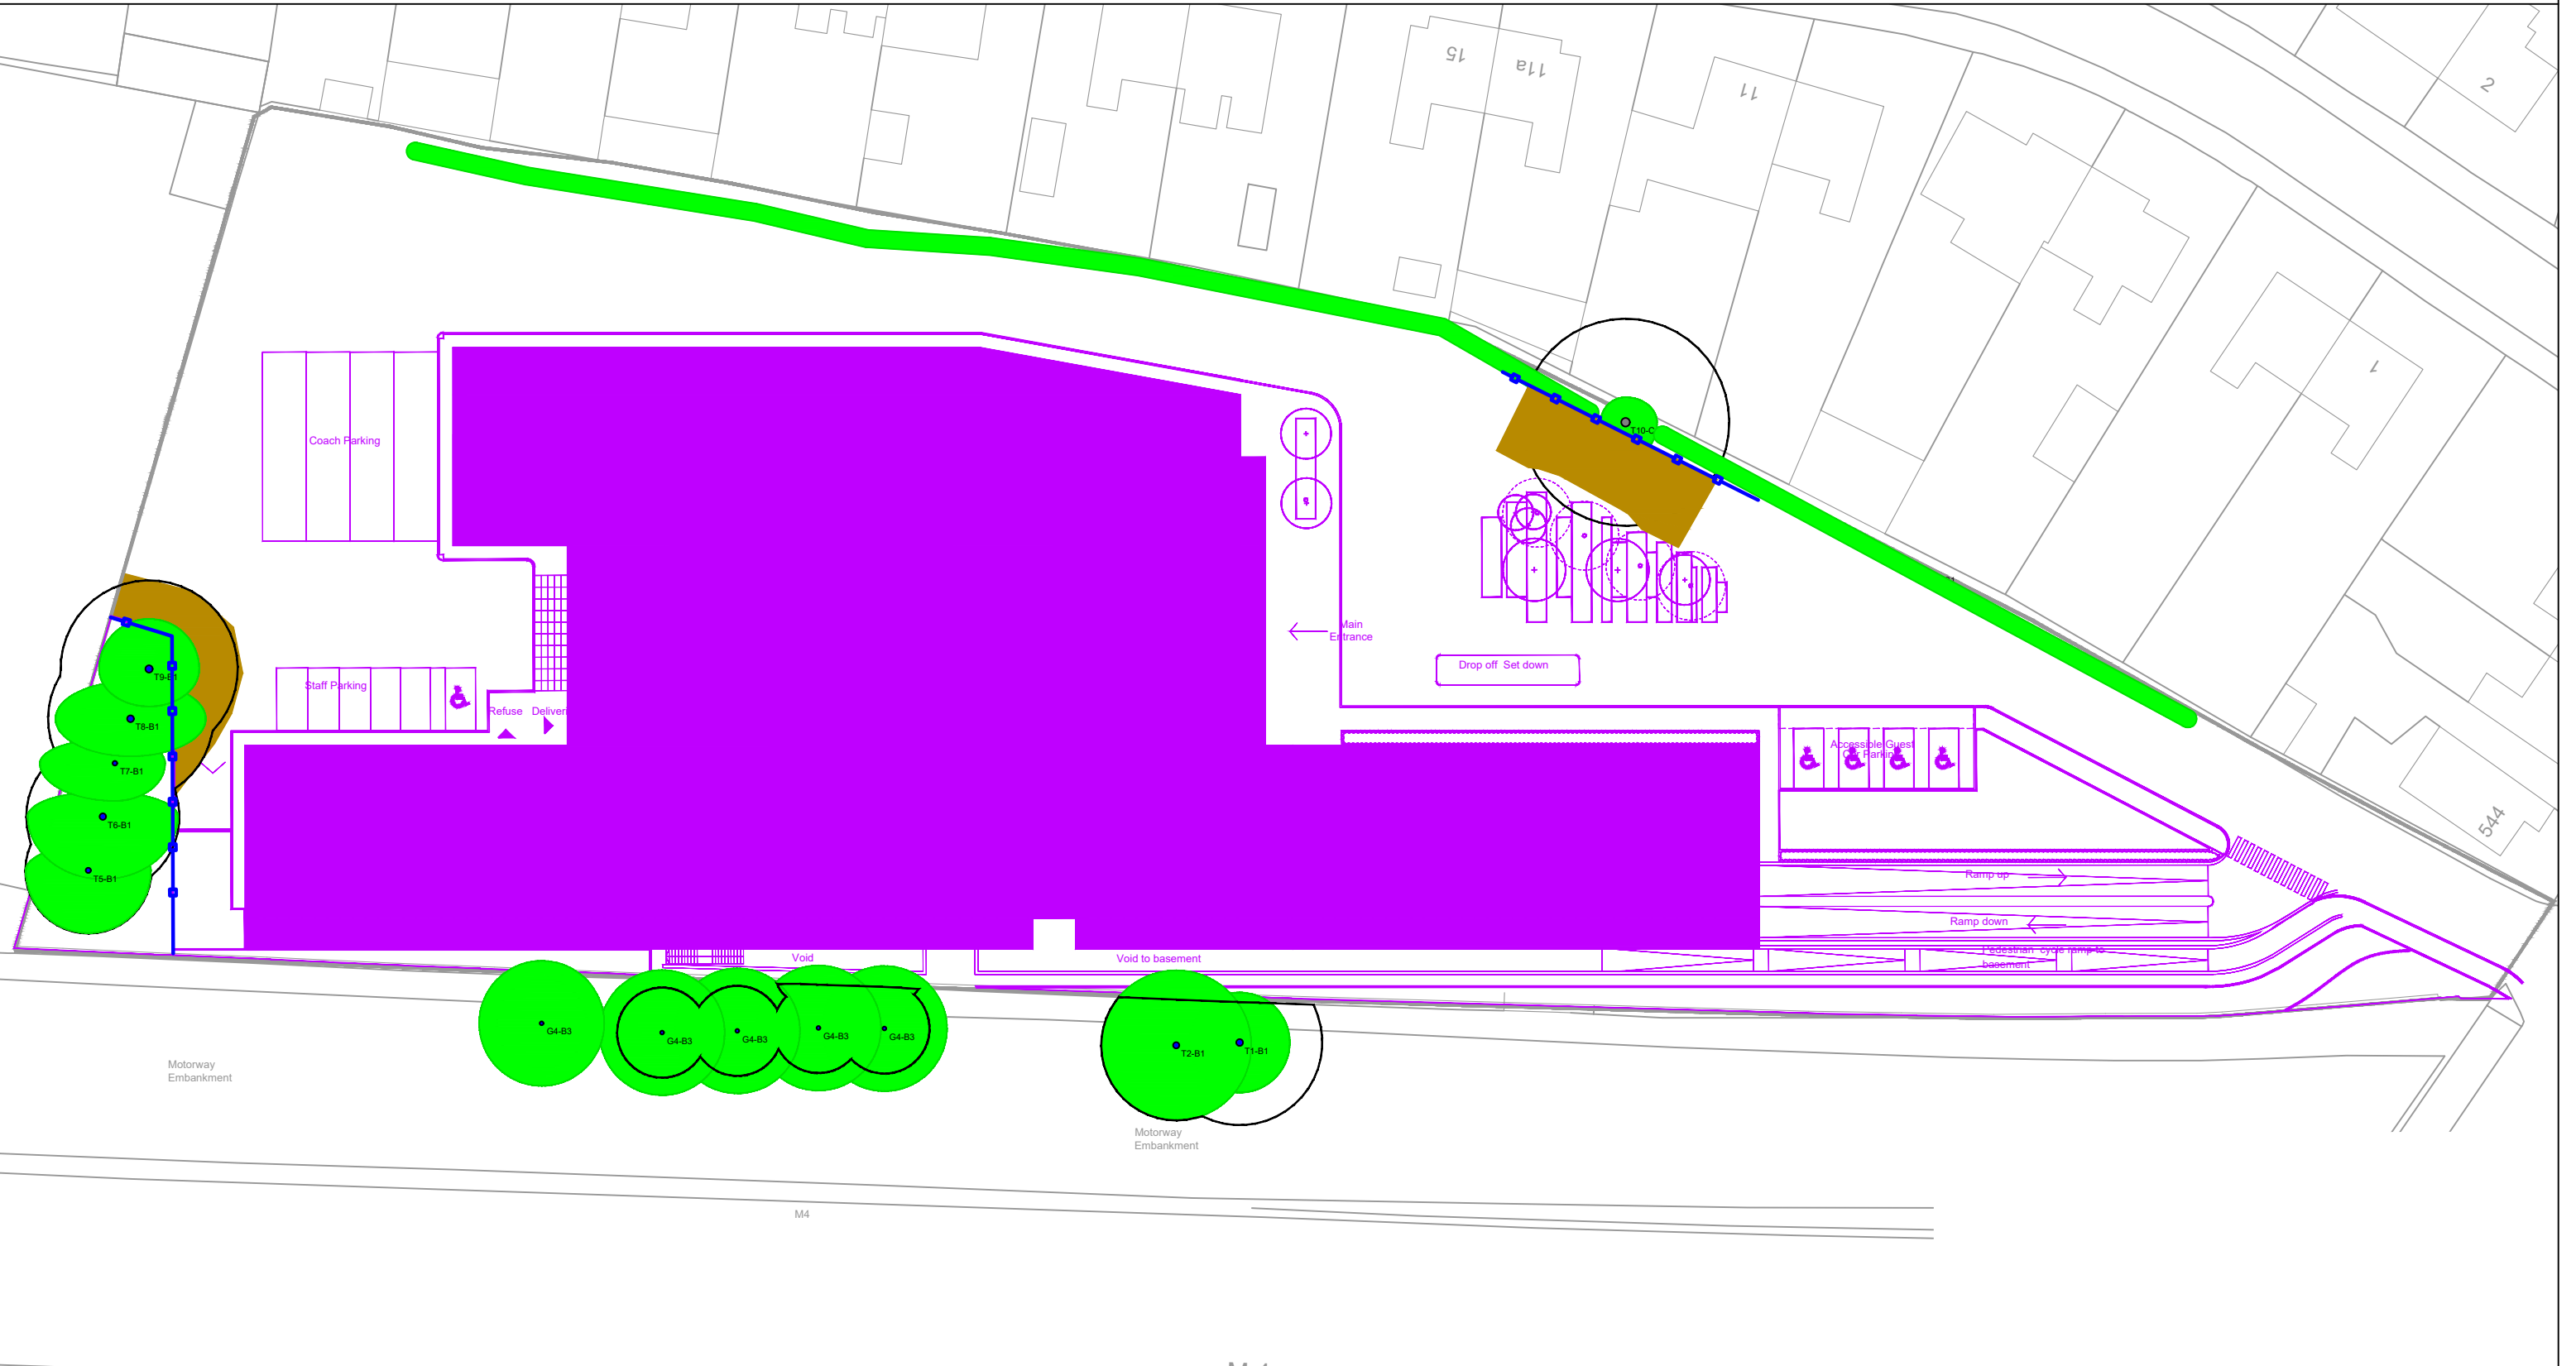 15
11a
11
2
1
Coach Parking
T10-C
Main
Entrance
Drop off Set down
T9-B1
Staff Parking
Refuse
Deliveri
T8-B1
T7-B1
T6-B1
T5-B1
Accessible Guest
Car Parking
544
Ramp up
Ramp down
Pedestrian cycle ramp to
basement
Void
Void to basement
G4-B3
G4-B3
G4-B3
G4-B3
G4-B3
T2-B1
T1-B1
Motorway
Embankment
Motorway
Embankment
M4